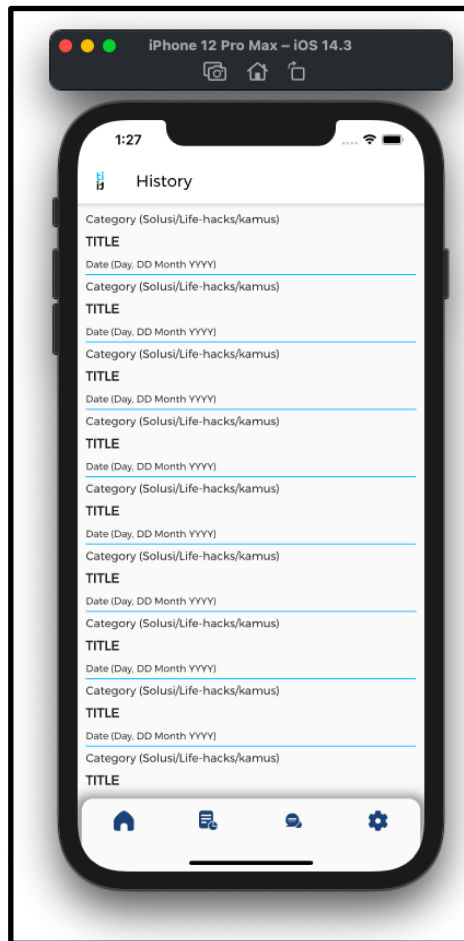 iPhone 12 Pro Max – iOS 14.3
1:27
ti
History
Category (Solusi/Life-hacks/kamus)
TITLE
Date (Day, DD Month YYYY)
Category (Solusi/Life-hacks/kamus)
TITLE
Date (Day, DD Month YYYY)
Category (Solusi/Life-hacks/kamus)
TITLE
Date (Day, DD Month YYYY)
Category (Solusi/Life-hacks/kamus)
TITLE
Date (Day, DD Month YYYY)
Category (Solusi/Life-hacks/kamus)
TITLE
Date (Day, DD Month YYYY)
Category (Solusi/Life-hacks/kamus)
TITLE
Date (Day, DD Month YYYY)
Category (Solusi/Life-hacks/kamus)
TITLE
Date (Day, DD Month YYYY)
Category (Solusi/Life-hacks/kamus)
TITLE
Date (Day, DD Month YYYY)
Category (Solusi/Life-hacks/kamus)
TITLE